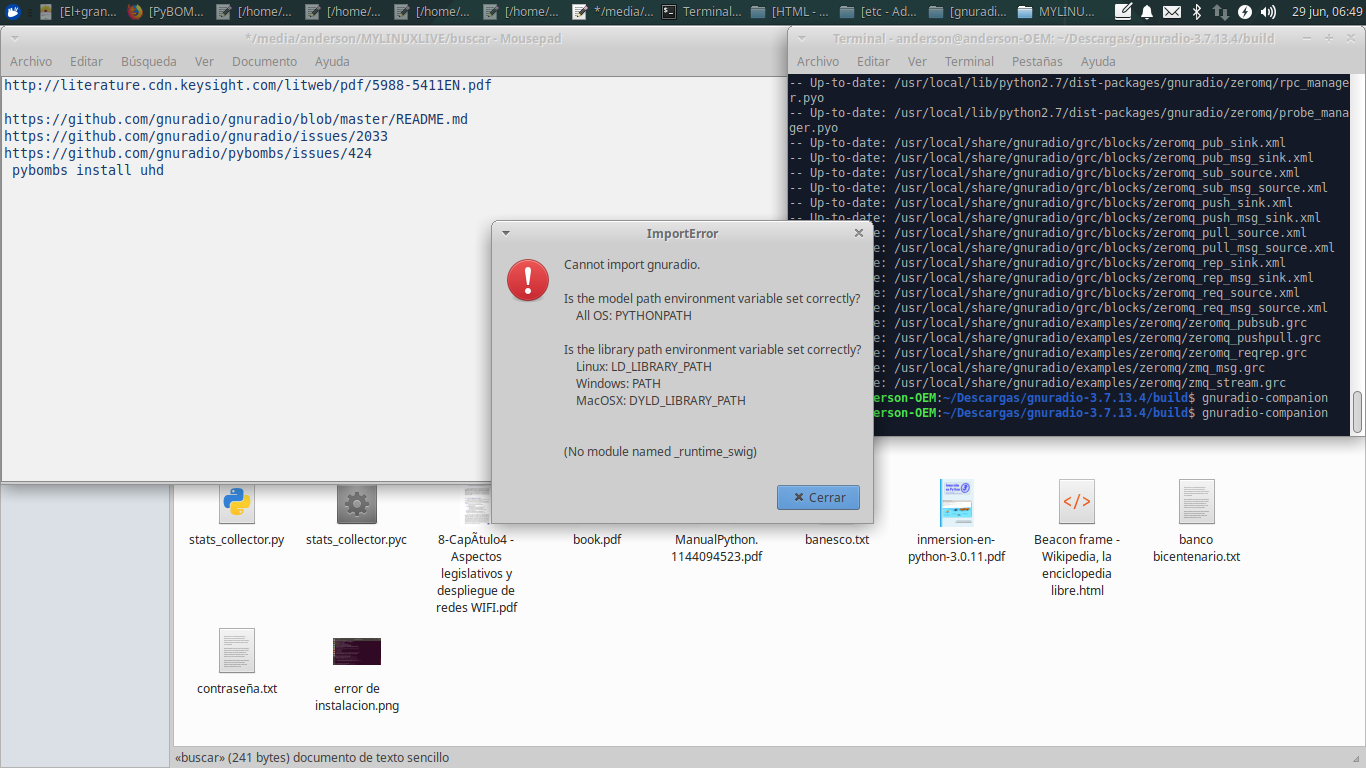 [El+gran...
[PyBOM...
[/home/...
[/home/...
[/home/...
[/home/...
[/home/...
*/media/...
Terminal...
[HTML - ...
[etc - Ad...
[gnuradi...
MYLINU...
29 jun, 06:49
*/media/anderson/MYLINUXLIVE/buscar - Mousepad
Archivo Editar Búsqueda Ver Documento Ayuda
http://literature.cdn.keysight.com/litweb/pdf/5988-5411EN.pdf
https://github.com/gnuradio/gnuradio/blob/master/README.md
https://github.com/gnuradio/gnuradio/issues/2033
https://github.com/gnuradio/pybombs/issues/424
pybombs install uhd
Terminal - anderson@anderson-OEM: ~/Descargas/gnuradio-3.7.13.4/build
Archivo Editar Ver Terminal Pestañas Ayuda
-- Up-to-date: /usr/local/lib/python2.7/dist-packages/gnuradio/zeromq/rpc_manage
r.pyo
-- Up-to-date: /usr/local/lib/python2.7/dist-packages/gnuradio/zeromq/probe_mana
ger.pyo
-- Up-to-date: /usr/local/share/gnuradio/grc/blocks/zeromq_pub_sink.xml
-- Up-to-date: /usr/local/share/gnuradio/grc/blocks/zeromq_pub_msg_sink.xml
-- Up-to-date: /usr/local/share/gnuradio/grc/blocks/zeromq_sub_source.xml
-- Up-to-date: /usr/local/share/gnuradio/grc/blocks/zeromq_sub_msg_source.xml
-- Up-to-date: /usr/local/share/gnuradio/grc/blocks/zeromq_push_sink.xml
-- Up-to-date: /usr/local/share/gnuradio/grc/blocks/zeromq_push_msg_sink.xml
e: /usr/local/share/gnuradio/grc/blocks/zeromq_pull_source.xml
e: /usr/local/share/gnuradio/grc/blocks/zeromq_pull_msg_source.xml
e: /usr/local/share/gnuradio/grc/blocks/zeromq_rep_sink.xml
e: /usr/local/share/gnuradio/grc/blocks/zeromq_rep_msg_sink.xml
e: /usr/local/share/gnuradio/grc/blocks/zeromq_req_source.xml
e: /usr/local/share/gnuradio/grc/blocks/zeromq_req_msg_source.xml
e: /usr/local/share/gnuradio/examples/zeromq/zeromq_pubsub.grc
e: /usr/local/share/gnuradio/examples/zeromq/zeromq_pushpull.grc
e: /usr/local/share/gnuradio/examples/zeromq/zeromq_reqrep.grc
e: /usr/local/share/gnuradio/examples/zeromq/zmq_msg.grc
e: /usr/local/share/gnuradio/examples/zeromq/zmq_stream.grc
erson-OEM:~/Descargas/gnuradio-3.7.13.4/build$ gnuradio-companion
erson-OEM:~/Descargas/gnuradio-3.7.13.4/build$ gnuradio-companion
ImportError
Cannot import gnuradio.
Is the model path environment variable set correctly?
All OS: PYTHONPATH
Is the library path environment variable set correctly?
Linux: LD_LIBRARY_PATH
Windows: PATH
MacOSX: DYLD_LIBRARY_PATH
(No module named _runtime_swig)
Cerrar
stats_collector.py
stats_collector.pyc
8-CapÃtulo4 -
Aspectos
legislativos y
despliegue de
redes WIFI.pdf
book.pdf
ManualPython.
1144094523.pdf
banesco.txt
inmersion-en-
python-3.0.11.pdf
Beacon frame -
Wikipedia, la
enciclopedia
libre.html
banco
bicentenario.txt
contraseña.txt
error de
instalacion.png
«buscar» (241 bytes) documento de texto sencillo